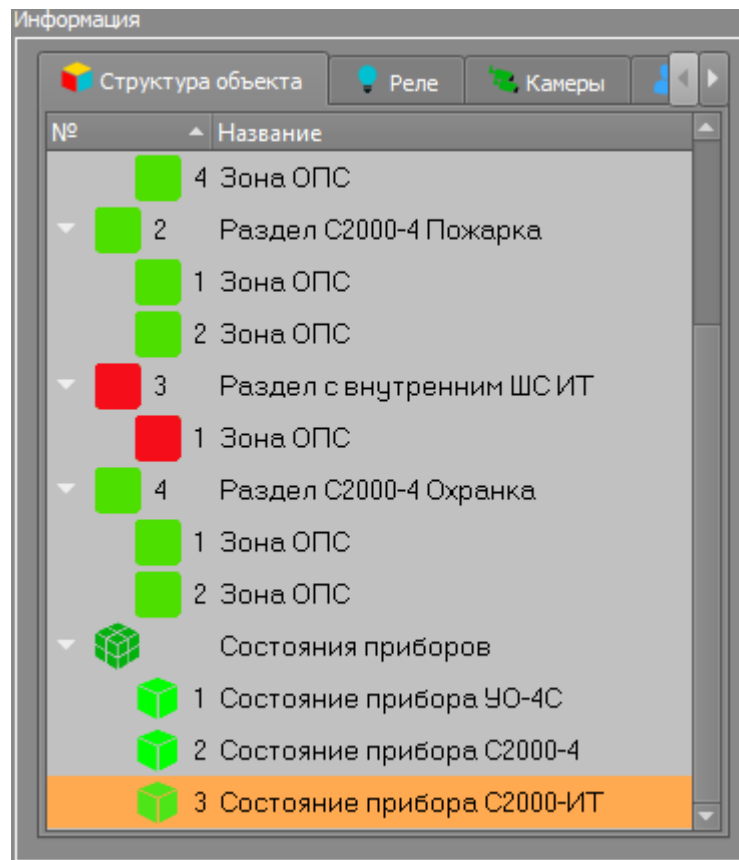 Информация
Структура объекта Реле Камеры
№ Название
4 Зона ОПС
2 Раздел С2000-4 Пожарка
1 Зона ОПС
2 Зона ОПС
3 Раздел с внутренним ШС ИТ
1 Зона ОПС
4 Раздел С2000-4 Охранка
1 Зона ОПС
2 Зона ОПС
Состояния приборов
1 Состояние прибора УО-4С
2 Состояние прибора С2000-4
3 Состояние прибора С2000-ИТ